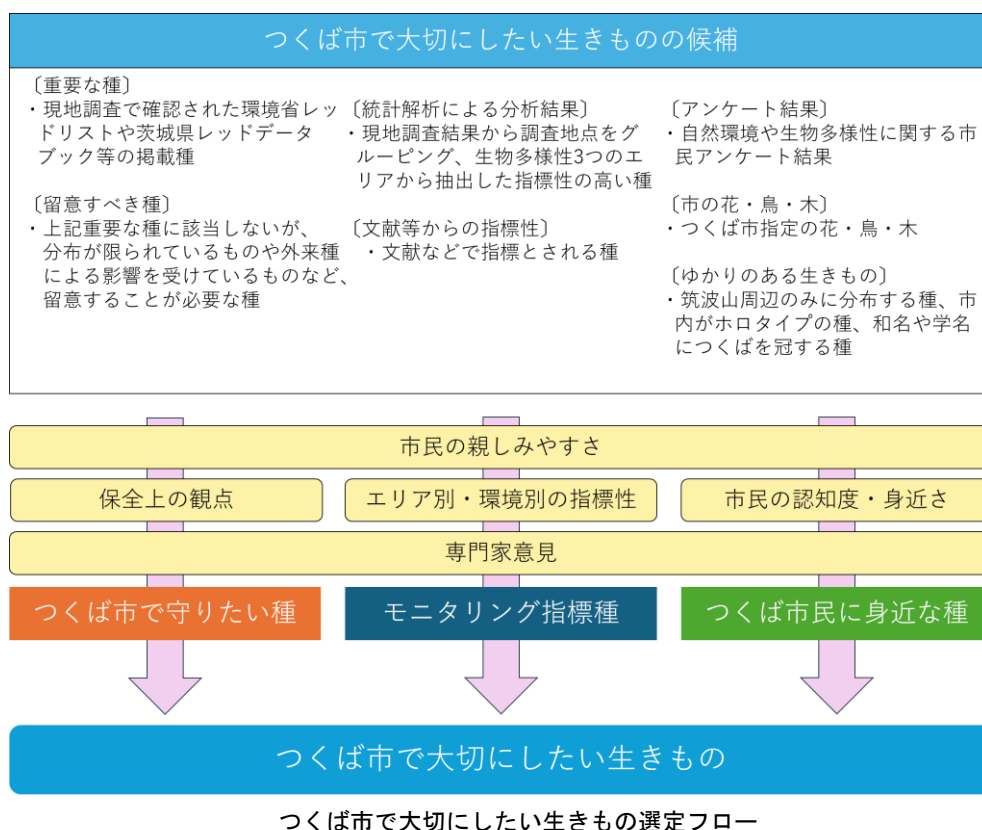 つくば市で大切にしたい生きものの候補
〔重要な種〕
・現地調査で確認された環境省レッ
ドリストや茨城県レッドデータ
ブック等の掲載種
〔留意すべき種〕
・上記重要な種に該当しないが、
分布が限られているものや外来種
による影響を受けているものなど、
留意することが必要な種
〔統計解析による分析結果〕
・現地調査結果から調査地点をグ
ルーピング、生物多様性3つのエ
リアから抽出した指標性の高い種
〔文献等からの指標性〕
・文献などで指標とされる種
〔アンケート結果〕
・自然環境や生物多様性に関する市
民アンケート結果
〔市の花・鳥・木〕
・つくば市指定の花・鳥・木
〔ゆかりのある生きもの〕
・筑波山周辺のみに分布する種、市
内がホロタイプの種、和名や学名
につくばを冠する種
市民の親しみやすさ
保全上の観点
エリア別・環境別の指標性
市民の認知度・身近さ
専門家意見
つくば市で守りたい種
モニタリング指標種
つくば市民に身近な種
つくば市で大切にしたい生きもの
つくば市で大切にしたい生きもの選定フロー